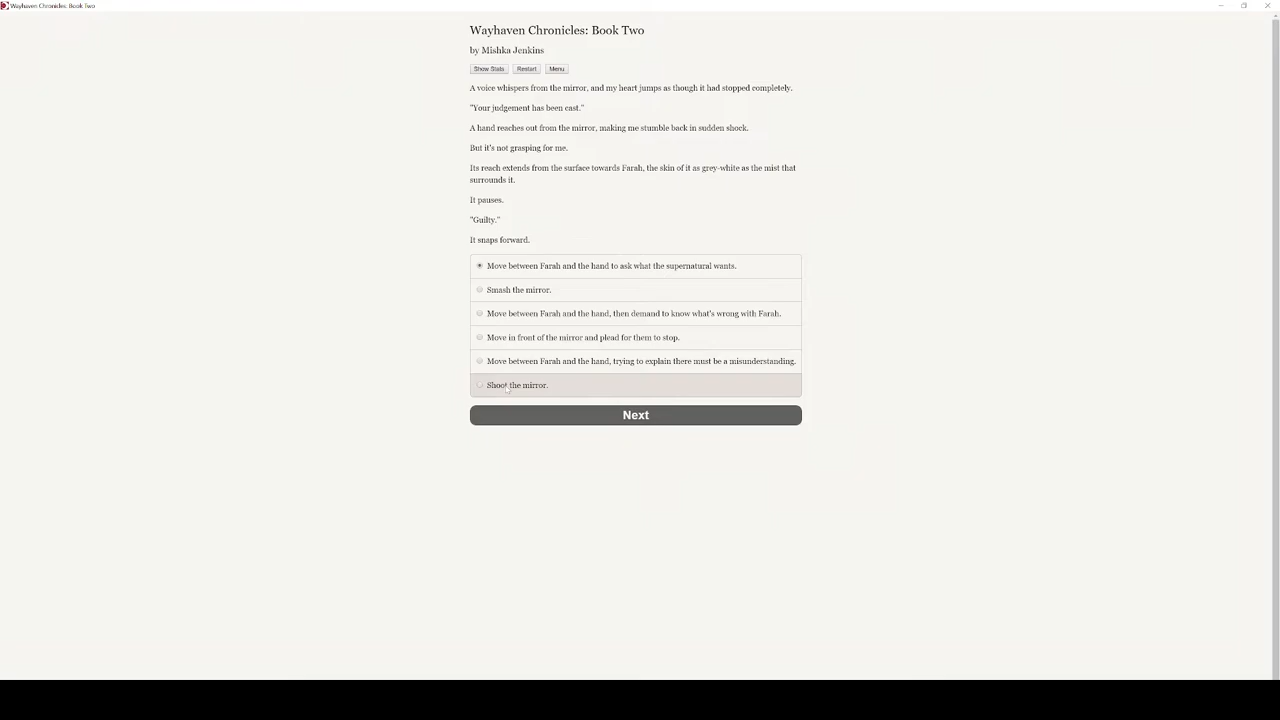 Wayhaven Chronicles: Book Two
Wayhaven Chronicles: Book Two
by Mishka Jenkins
Show Stats Restart Menu
A voice whispers from the mirror, and my heart jumps as though it had stopped completely.
"Your judgement has been cast."
A hand reaches out from the mirror, making me stumble back in sudden shock.
But it's not grasping for me.
Its reach extends from the surface towards Farah, the skin of it as grey-white as the mist that
surrounds it.
It pauses.
"Guilty."
It snaps forward.
Move between Farah and the hand to ask what the supernatural wants.
Smash the mirror.
Move between Farah and the hand, then demand to know what's wrong with Farah.
Move in front of the mirror and plead for them to stop.
Move between Farah and the hand, trying to explain there must be a misunderstanding.
Shoot the mirror.
Next